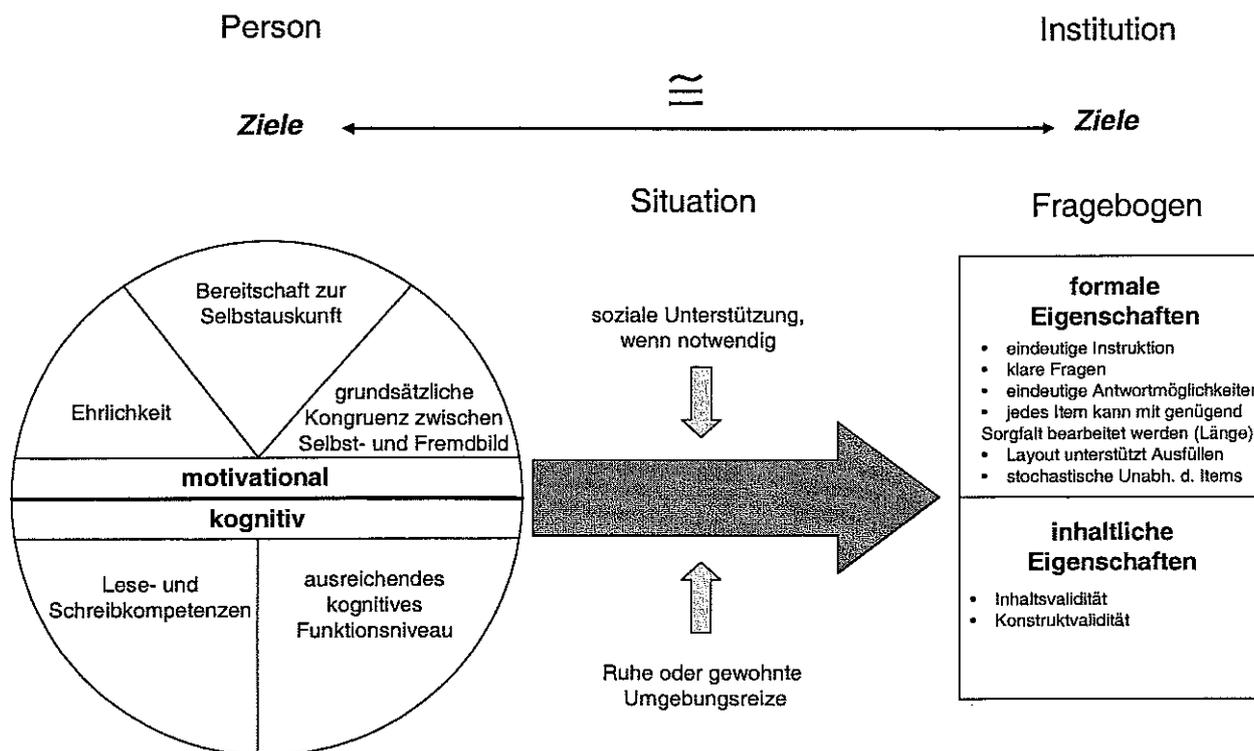 Person
Institution
≅
Ziele
Ziele
Situation
Fragebogen
Bereitschaft zur
Selbstauskunft
Ehrlichkeit
grundsätzliche
Kongruenz zwischen
Selbst- und Fremdbild
motivational
kognitiv
Lese- und
Schreibkompetenzen
ausreichendes
kognitives
Funktionsniveau
soziale Unterstützung,
wenn notwendig
Ruhe oder gewohnte
Umgebungsreize
formale
Eigenschaften
• eindeutige Instruktion
• klare Fragen
• eindeutige Antwortmöglichkeiten
• jedes Item kann mit genügend
Sorgfalt bearbeitet werden (Länge)
• Layout unterstützt Ausfüllen
• stochastische Unabh. d. Items
inhaltliche
Eigenschaften
• Inhaltsvalidität
• Konstruktvalidität